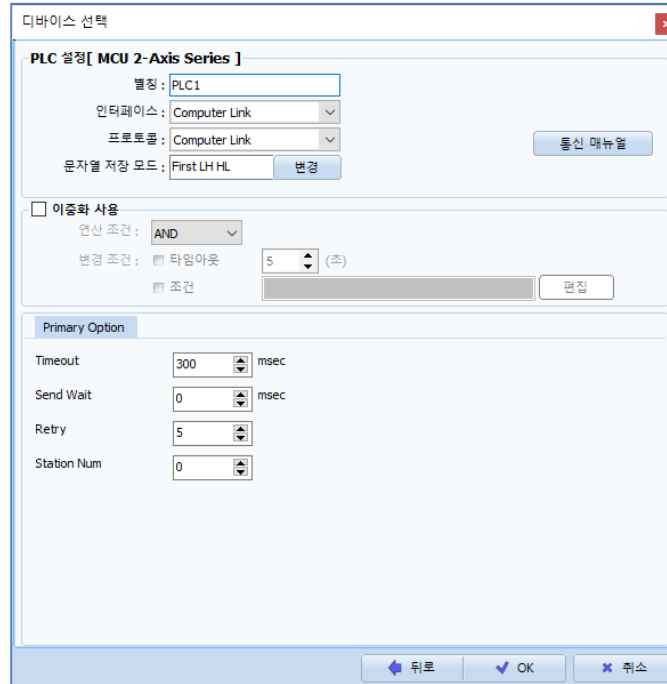 디바이스 선택
PLC 설정[ MCU 2-Axis Series ]
별칭 : PLC1
인터페이스 : Computer Link
프로토콜 : Computer Link
통신 매뉴얼
문자열 저장 모드 : First LH HL 변경
이중화 사용
연산 조건 : AND
변경 조건 : 타임아웃 5 (초)
조건 편집
Primary Option
Timeout 300 msec
Send Wait 0 msec
Retry 5
Station Num 0
뒤로 OK 취소